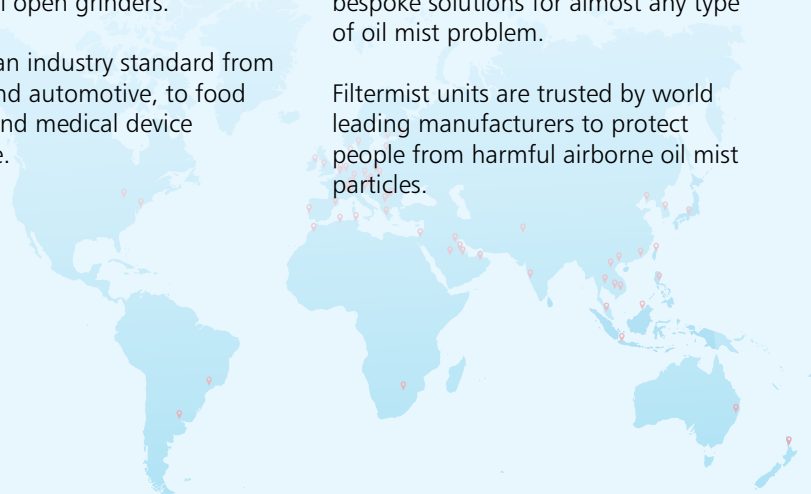 open grinders.
an industry standard from
nd automotive, to food
nd medical device
e.
bespoke solutions for almost any type
of oil mist problem.
Filtermist units are trusted by world
leading manufacturers to protect
people from harmful airborne oil mist
particles.